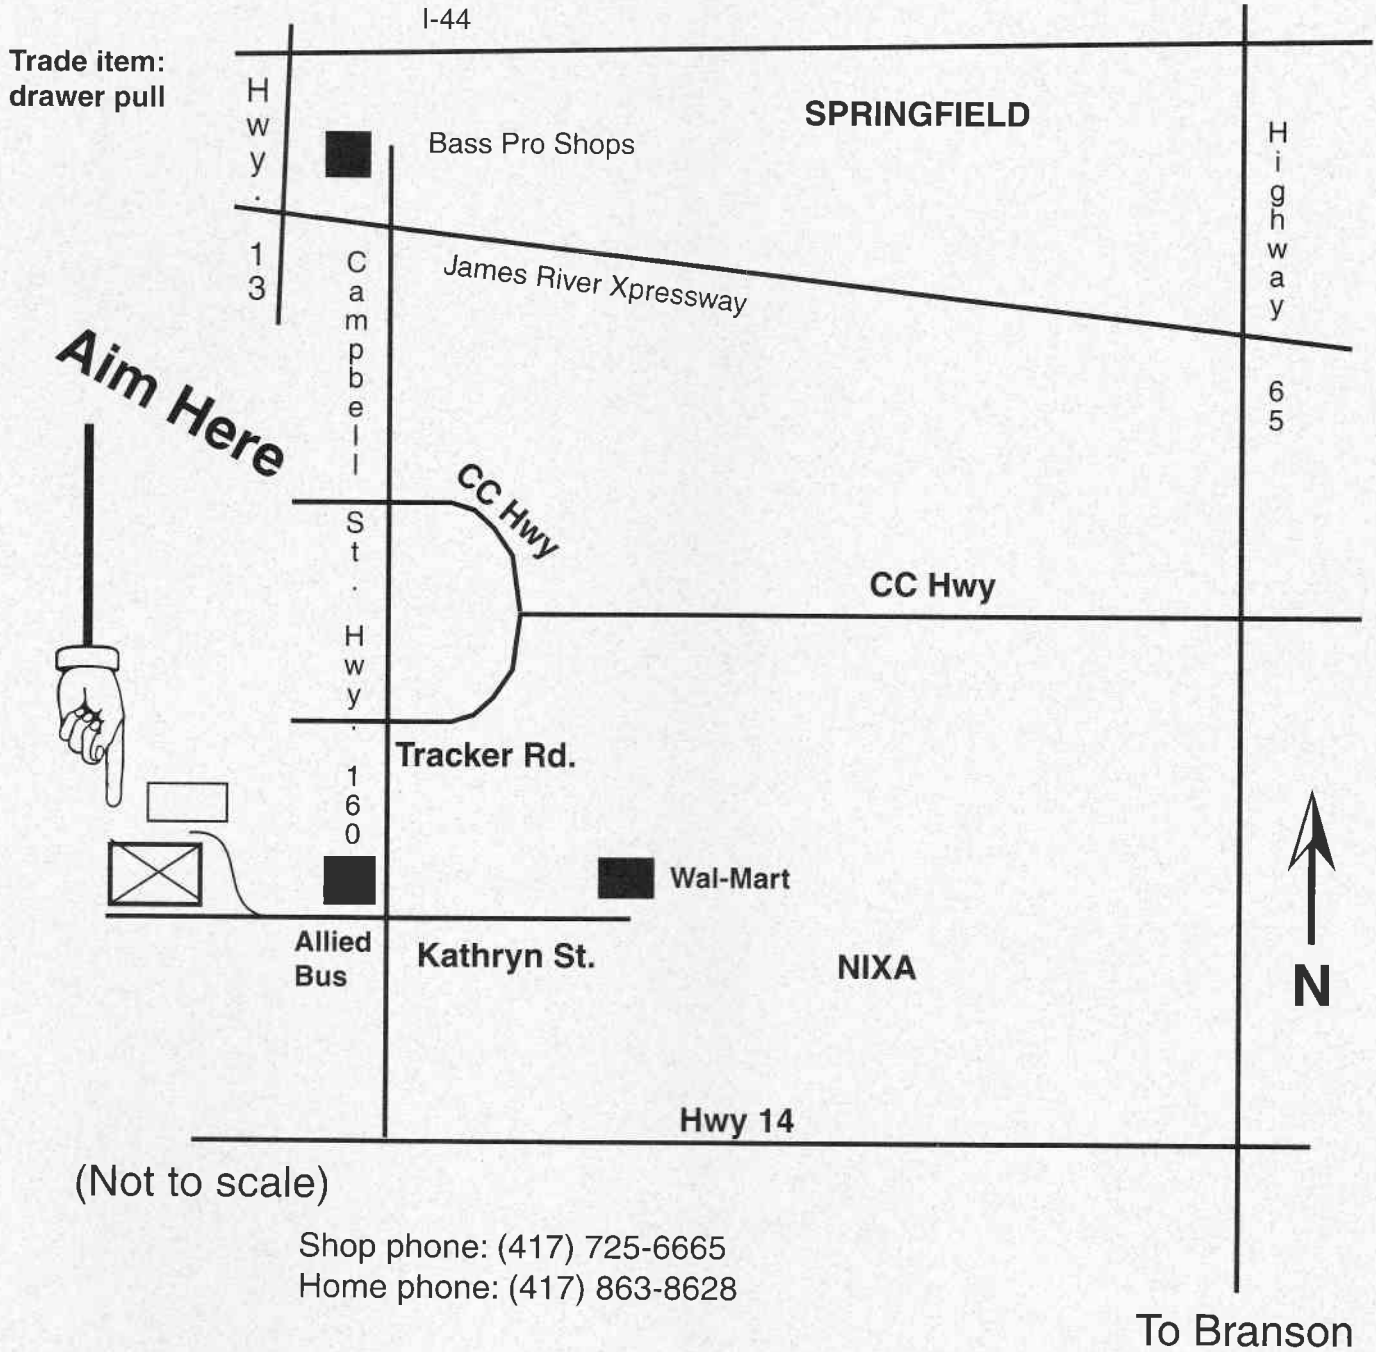 I-44
Trade item:
drawer pull
Hwy. 13
SPRINGFIELD
Bass Pro Shops
Highway 65
James River Xpressway
Campbell St. Hwy. 160
Aim Here
CC Hwy
CC Hwy
Tracker Rd.
Wal-Mart
Allied
Bus
Kathryn St.
NIXA
N
Hwy 14
(Not to scale)
Shop phone: (417) 725-6665
Home phone: (417) 863-8628
To Branson